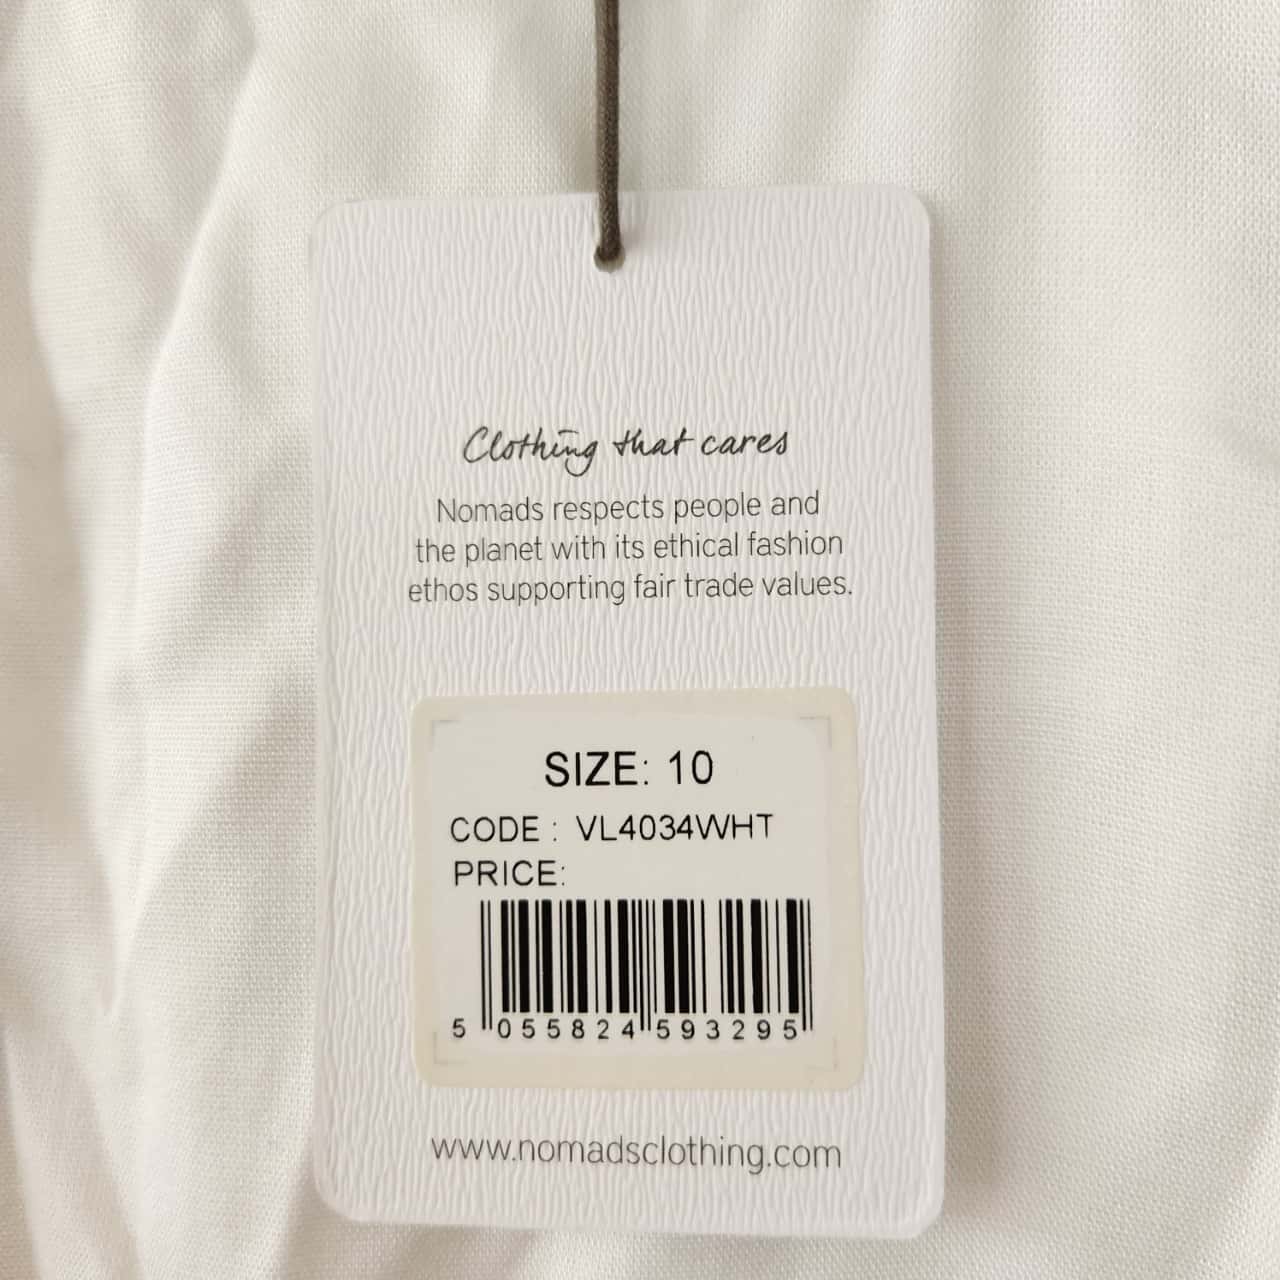 Clothing that cares
Nomads respects people and
the planet with its ethical fashion
ethos supporting fair trade values.
SIZE: 10
CODE : VL4034WHT
PRICE:
5 055824 593295
www.nomadsclothing.com